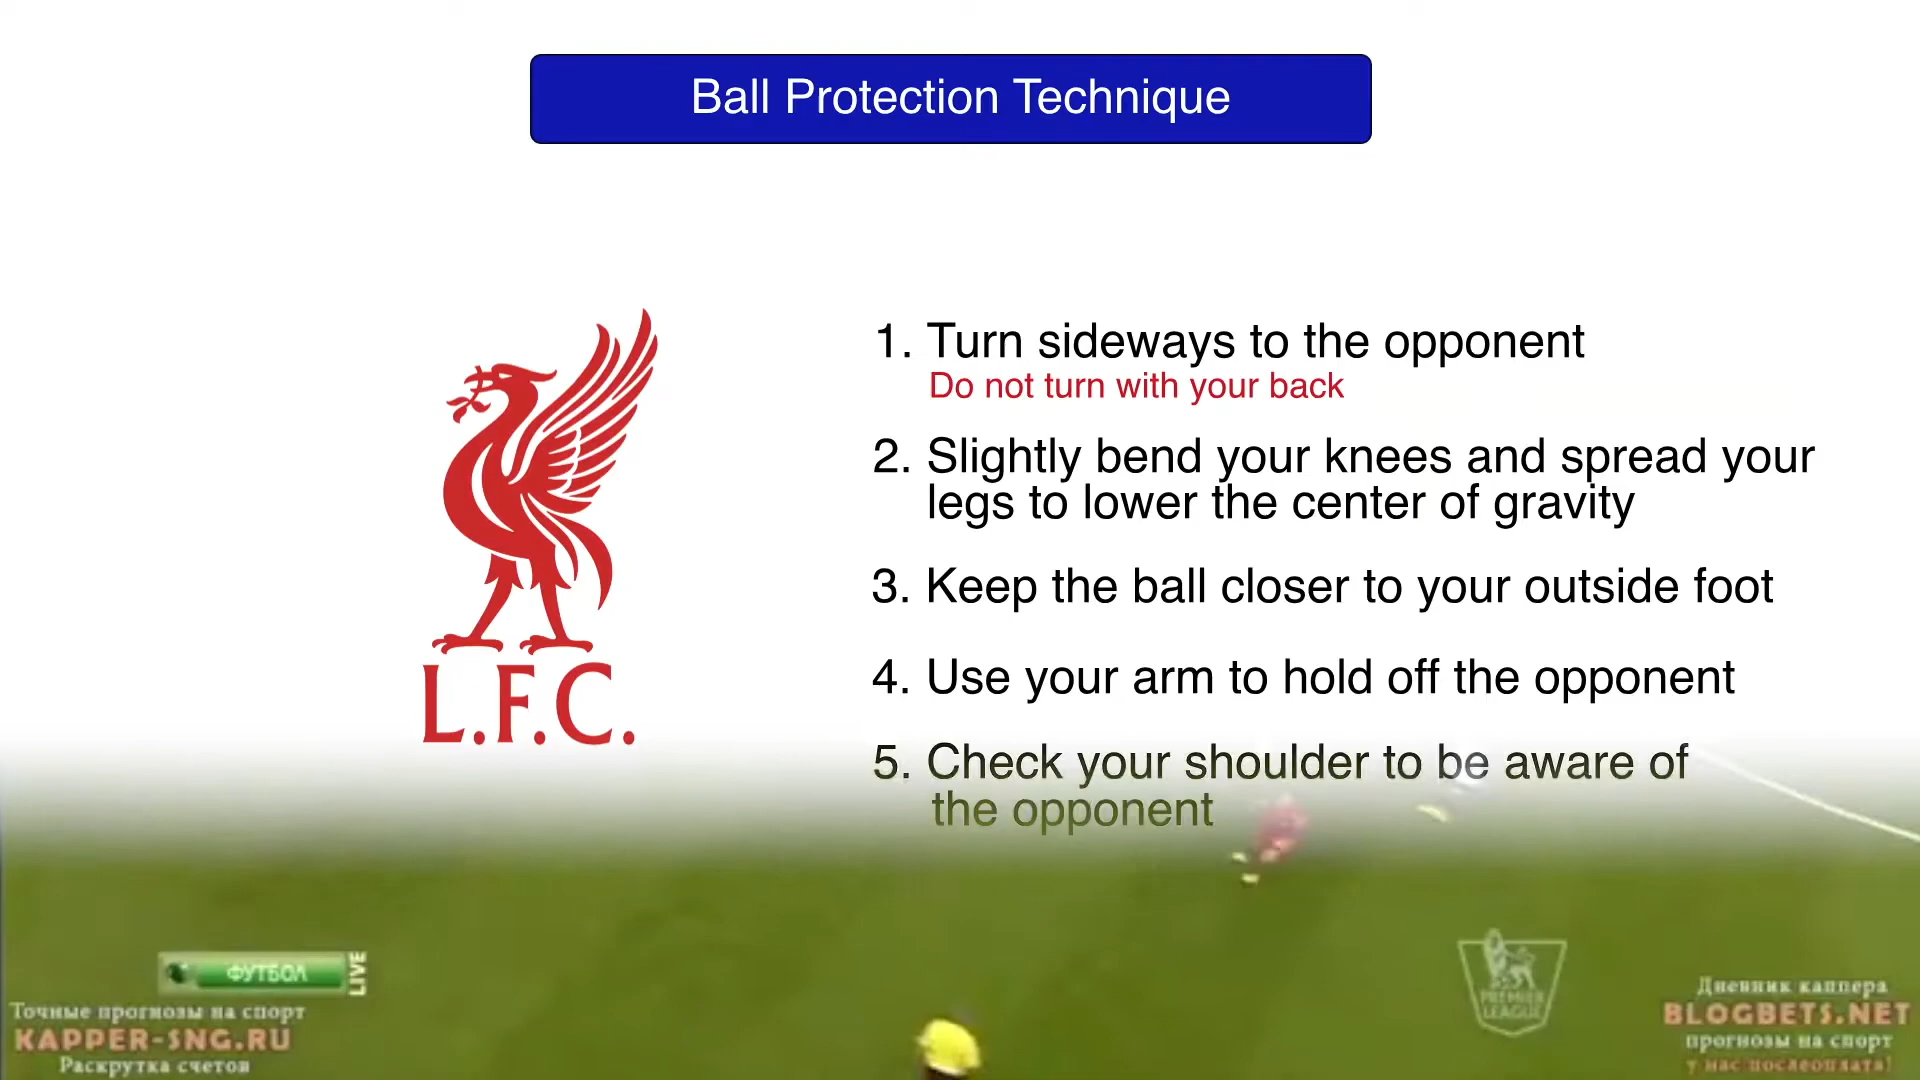 Ball Protection Technique
1. Turn sideways to the opponent
Do not turn with your back
2. Slightly bend your knees and spread your
legs to lower the center of gravity
3. Keep the ball closer to your outside foot
4. Use your arm to hold off the opponent
5. Check your shoulder to be aware of
the opponent
L.F.C.
ФУТБОЛ
LIVE
Точные прогнозы на спорт
KAPPER-SNG.RU
Раскрутка счетов
PREMIER
LEAGUE
Дневник каппера
BLOGBETS.NET
прогнозы на спорт
у нас послеоплата!